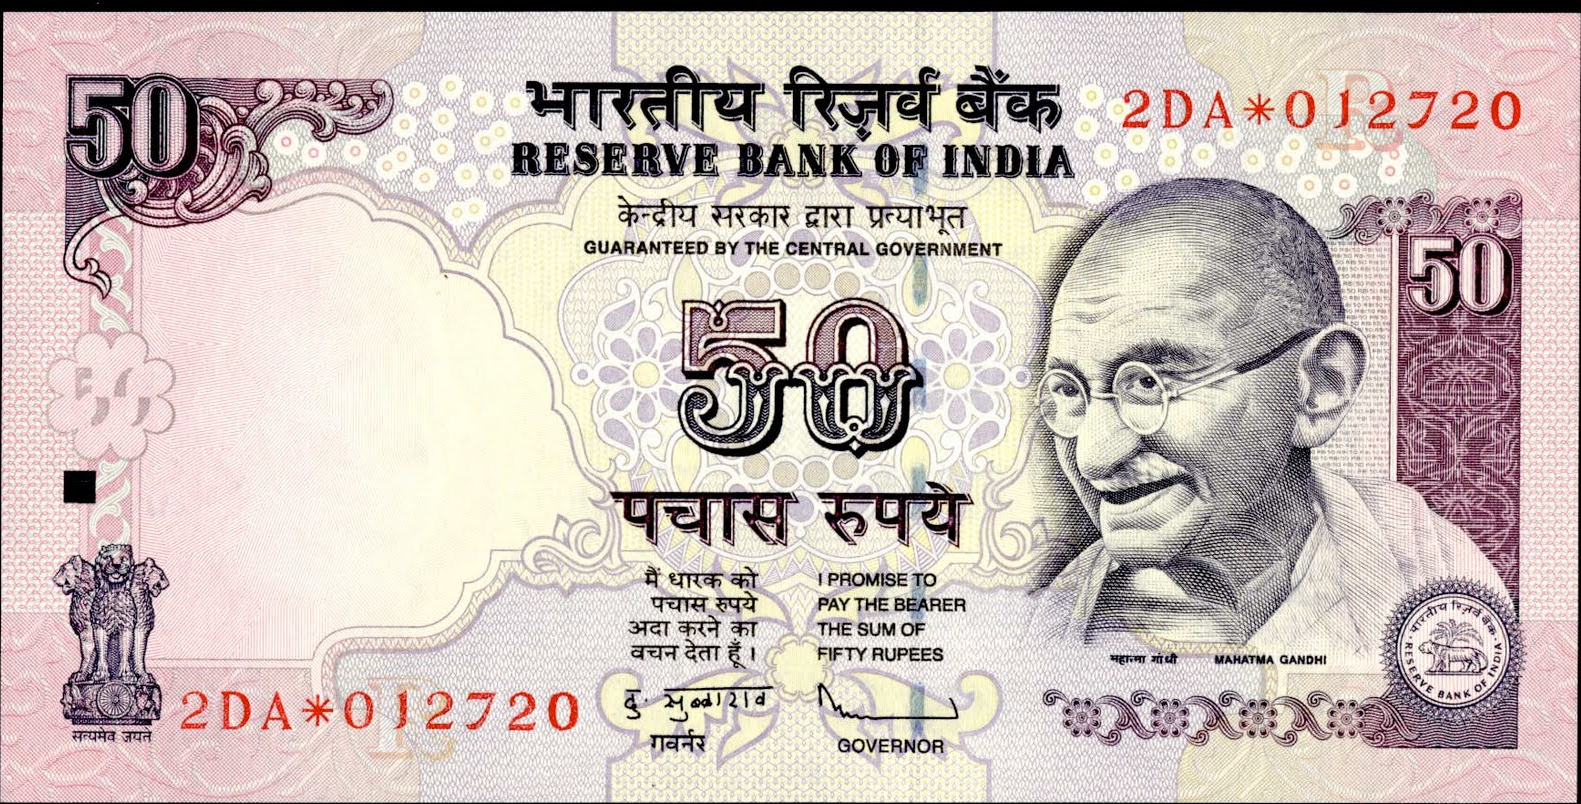 50
भारतीय रिज़र्व बैंक
2DA*012720
RESERVE BANK OF INDIA
केन्द्रीय सरकार द्वारा प्रत्याभूत
GUARANTEED BY THE CENTRAL GOVERNMENT
50
50
50
पचास रुपये
मैं धारक को
पचास रुपये
अदा करने का
वचन देता हूँ।
I PROMISE TO
PAY THE BEARER
THE SUM OF
FIFTY RUPEES
महात्मा गांधी MAHATMA GANDHI
भारतीय रिज़र्व बैंक
RESERVE BANK OF INDIA
2DA*012720
R
R
सत्यमेव जयते
दु. सुब्बाराव
गवर्नर
GOVERNOR